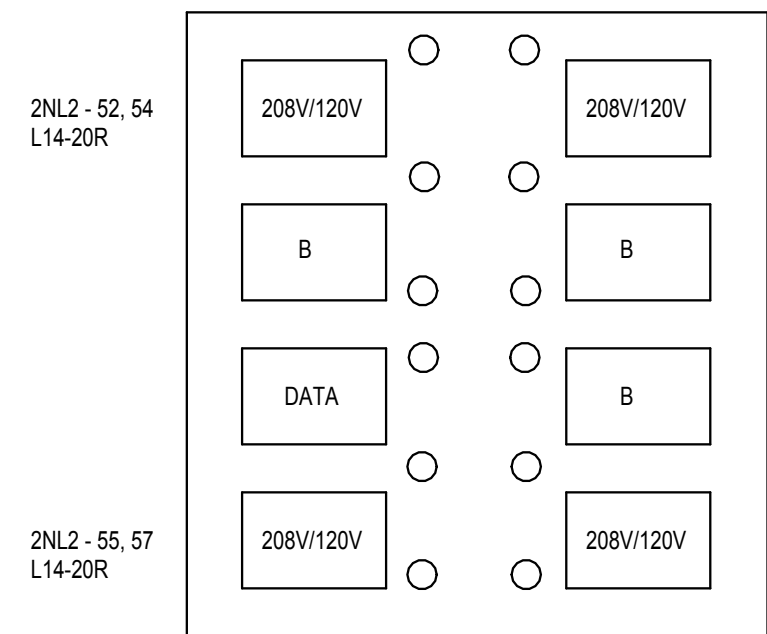 2NL2 - 52, 54
L14-20R
208V/120V
208V/120V
B
B
DATA
B
2NL2 - 55, 57
L14-20R
208V/120V
208V/120V